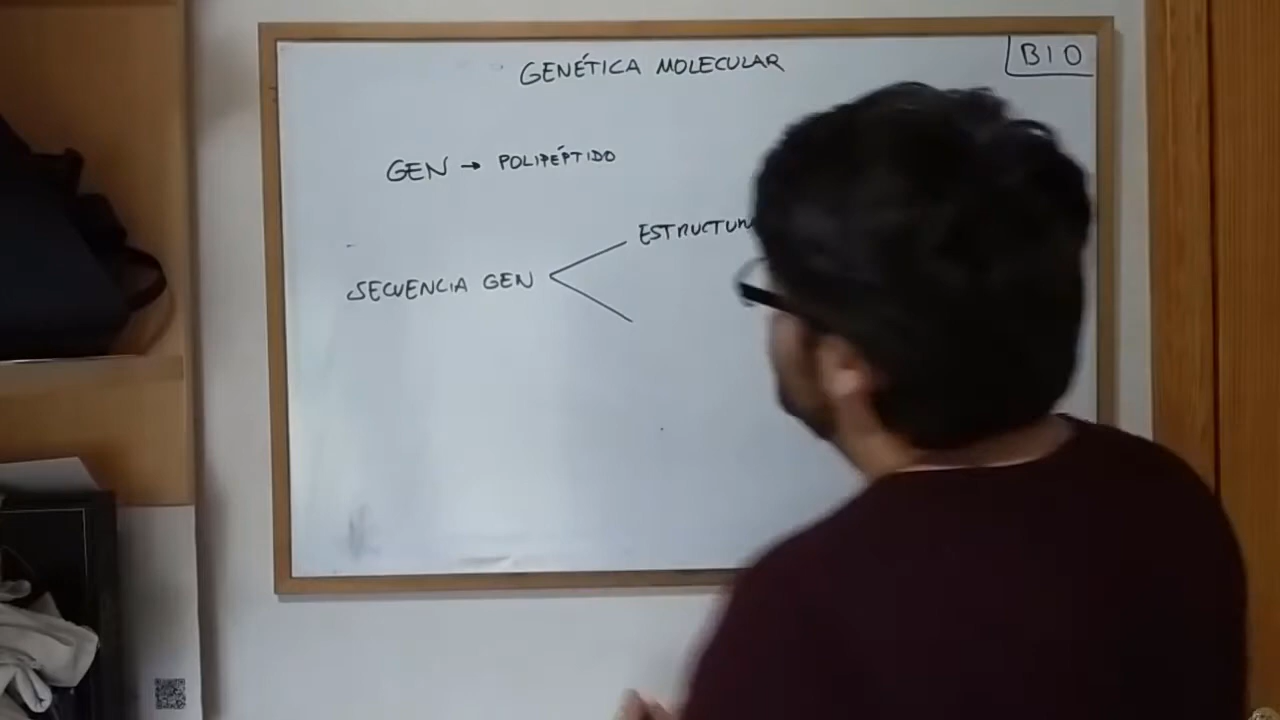 GENÉTICA MOLECULAR
BIO
GEN → POLIPÉPTIDO
SECUENCIA GEN